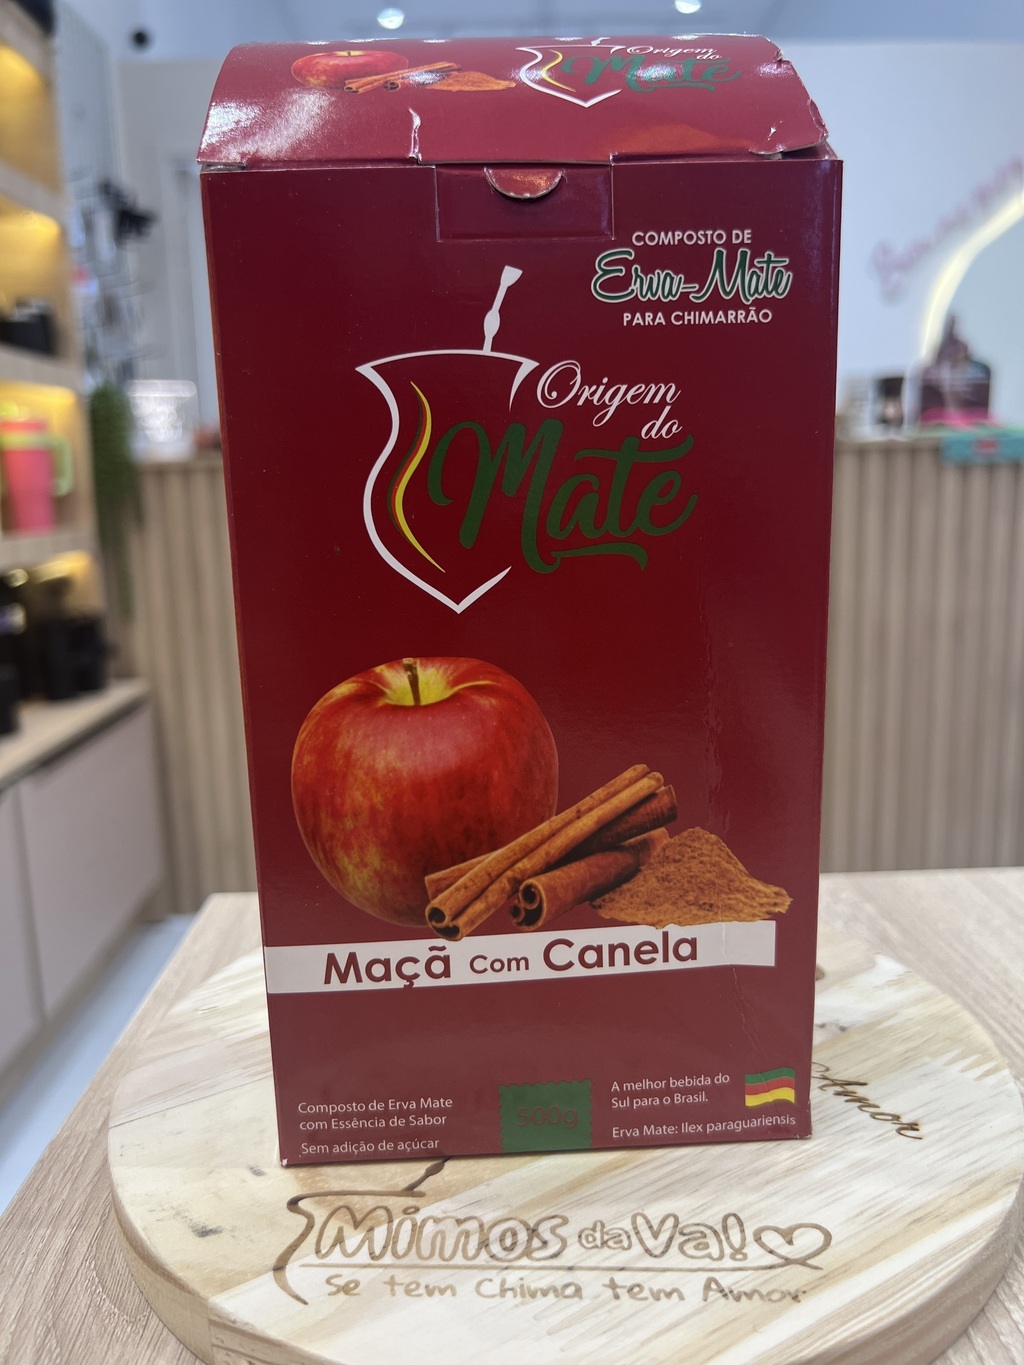 Origem
do
Mate
COMPOSTO DE
Erva-Mate
PARA CHIMARRÃO
Origem
do
Mate
Maçã Com Canela
Composto de Erva Mate
com Essência de Sabor
Sem adição de açúcar
500g
A melhor bebida do
Sul para o Brasil.
Erva Mate: Ilex paraguariensis
Amor
Mimos da Va!
Se tem Chima tem Amor